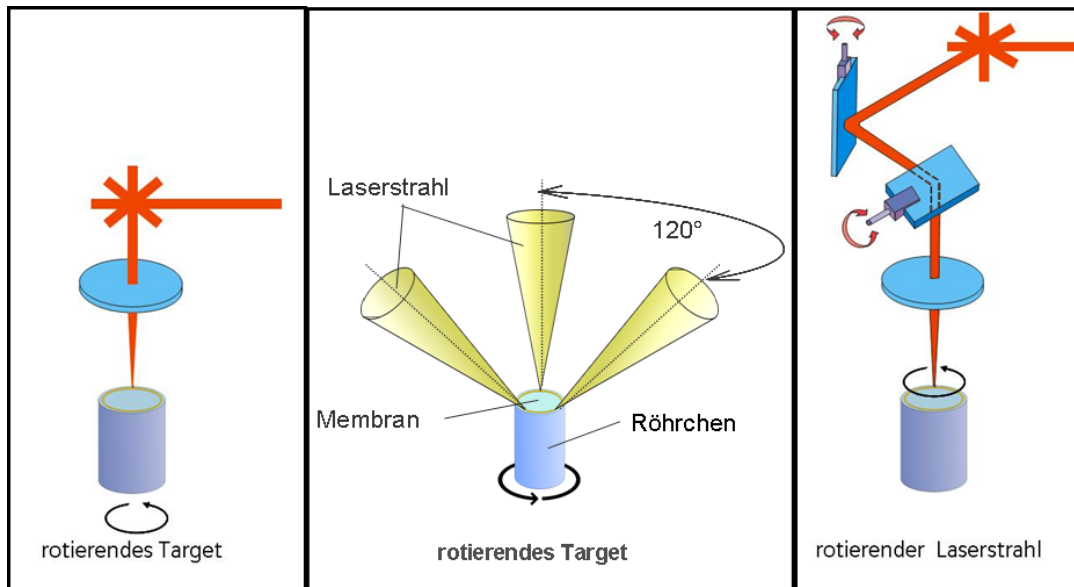 rotierendes Target
Laserstrahl
120°
Membran
Röhrchen
rotierendes Target
rotierender Laserstrahl